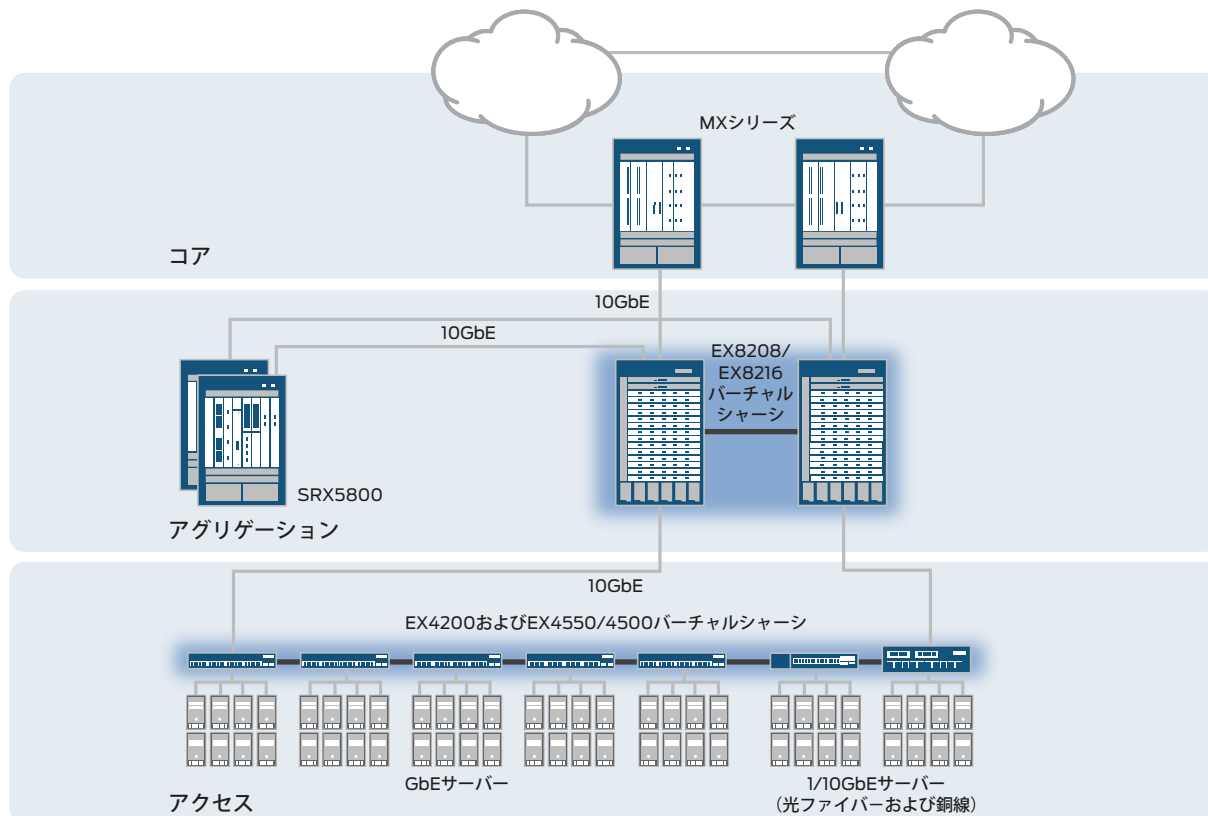 MXシリーズ
コア
10GbE
10GbE
EX8208/
EX8216
バーチャル
シャーシ
SRX5800
アグリゲーション
10GbE
EX4200およびEX4550/4500バーチャルシャーシ
GbEサーバー
1/10GbEサーバー
（光ファイバーおよび銅線）
アクセス